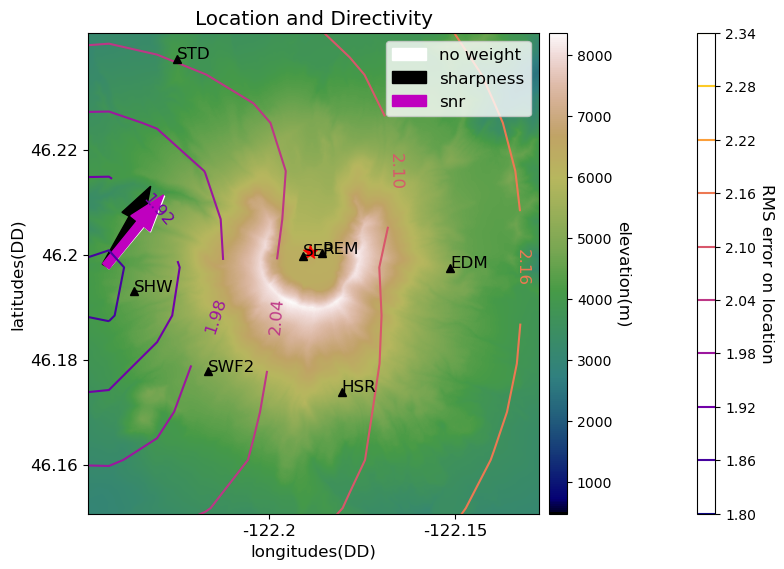 Location and Directivity
no weight
sharpness
snr
STD
SEP
REM
EDM
SHW
SWF2
HSR
1.92
1.98
2.04
2.10
2.16
46.22
46.2
46.18
46.16
latitudes(DD)
-122.2
-122.15
longitudes(DD)
8000
7000
6000
5000
4000
3000
2000
1000
elevation(m)
2.34
2.28
2.22
2.16
2.10
2.04
1.98
1.92
1.86
1.80
RMS error on location